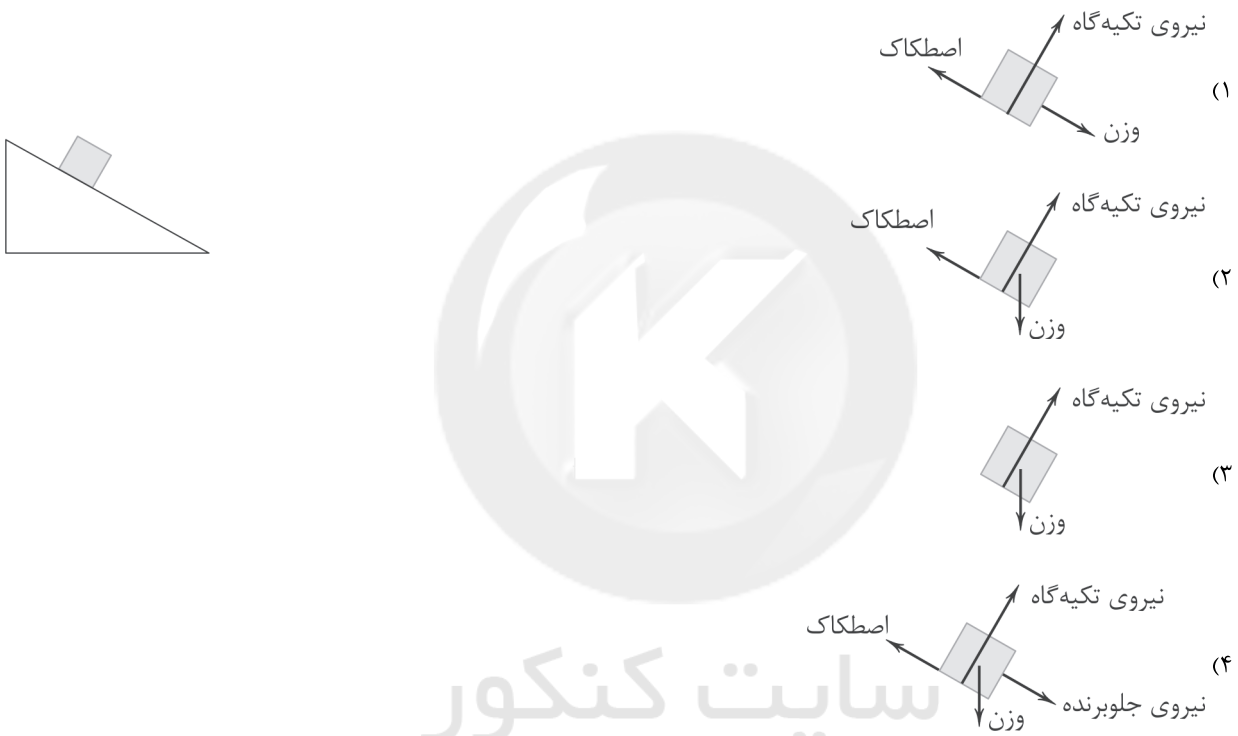 نیروی تکیه‌گاه
اصطکاک
۱)
وزن
نیروی تکیه‌گاه
اصطکاک
۲)
وزن
نیروی تکیه‌گاه
۳)
وزن
نیروی تکیه‌گاه
اصطکاک
۴)
نیروی جلوبرنده
وزن
سایت کنکور